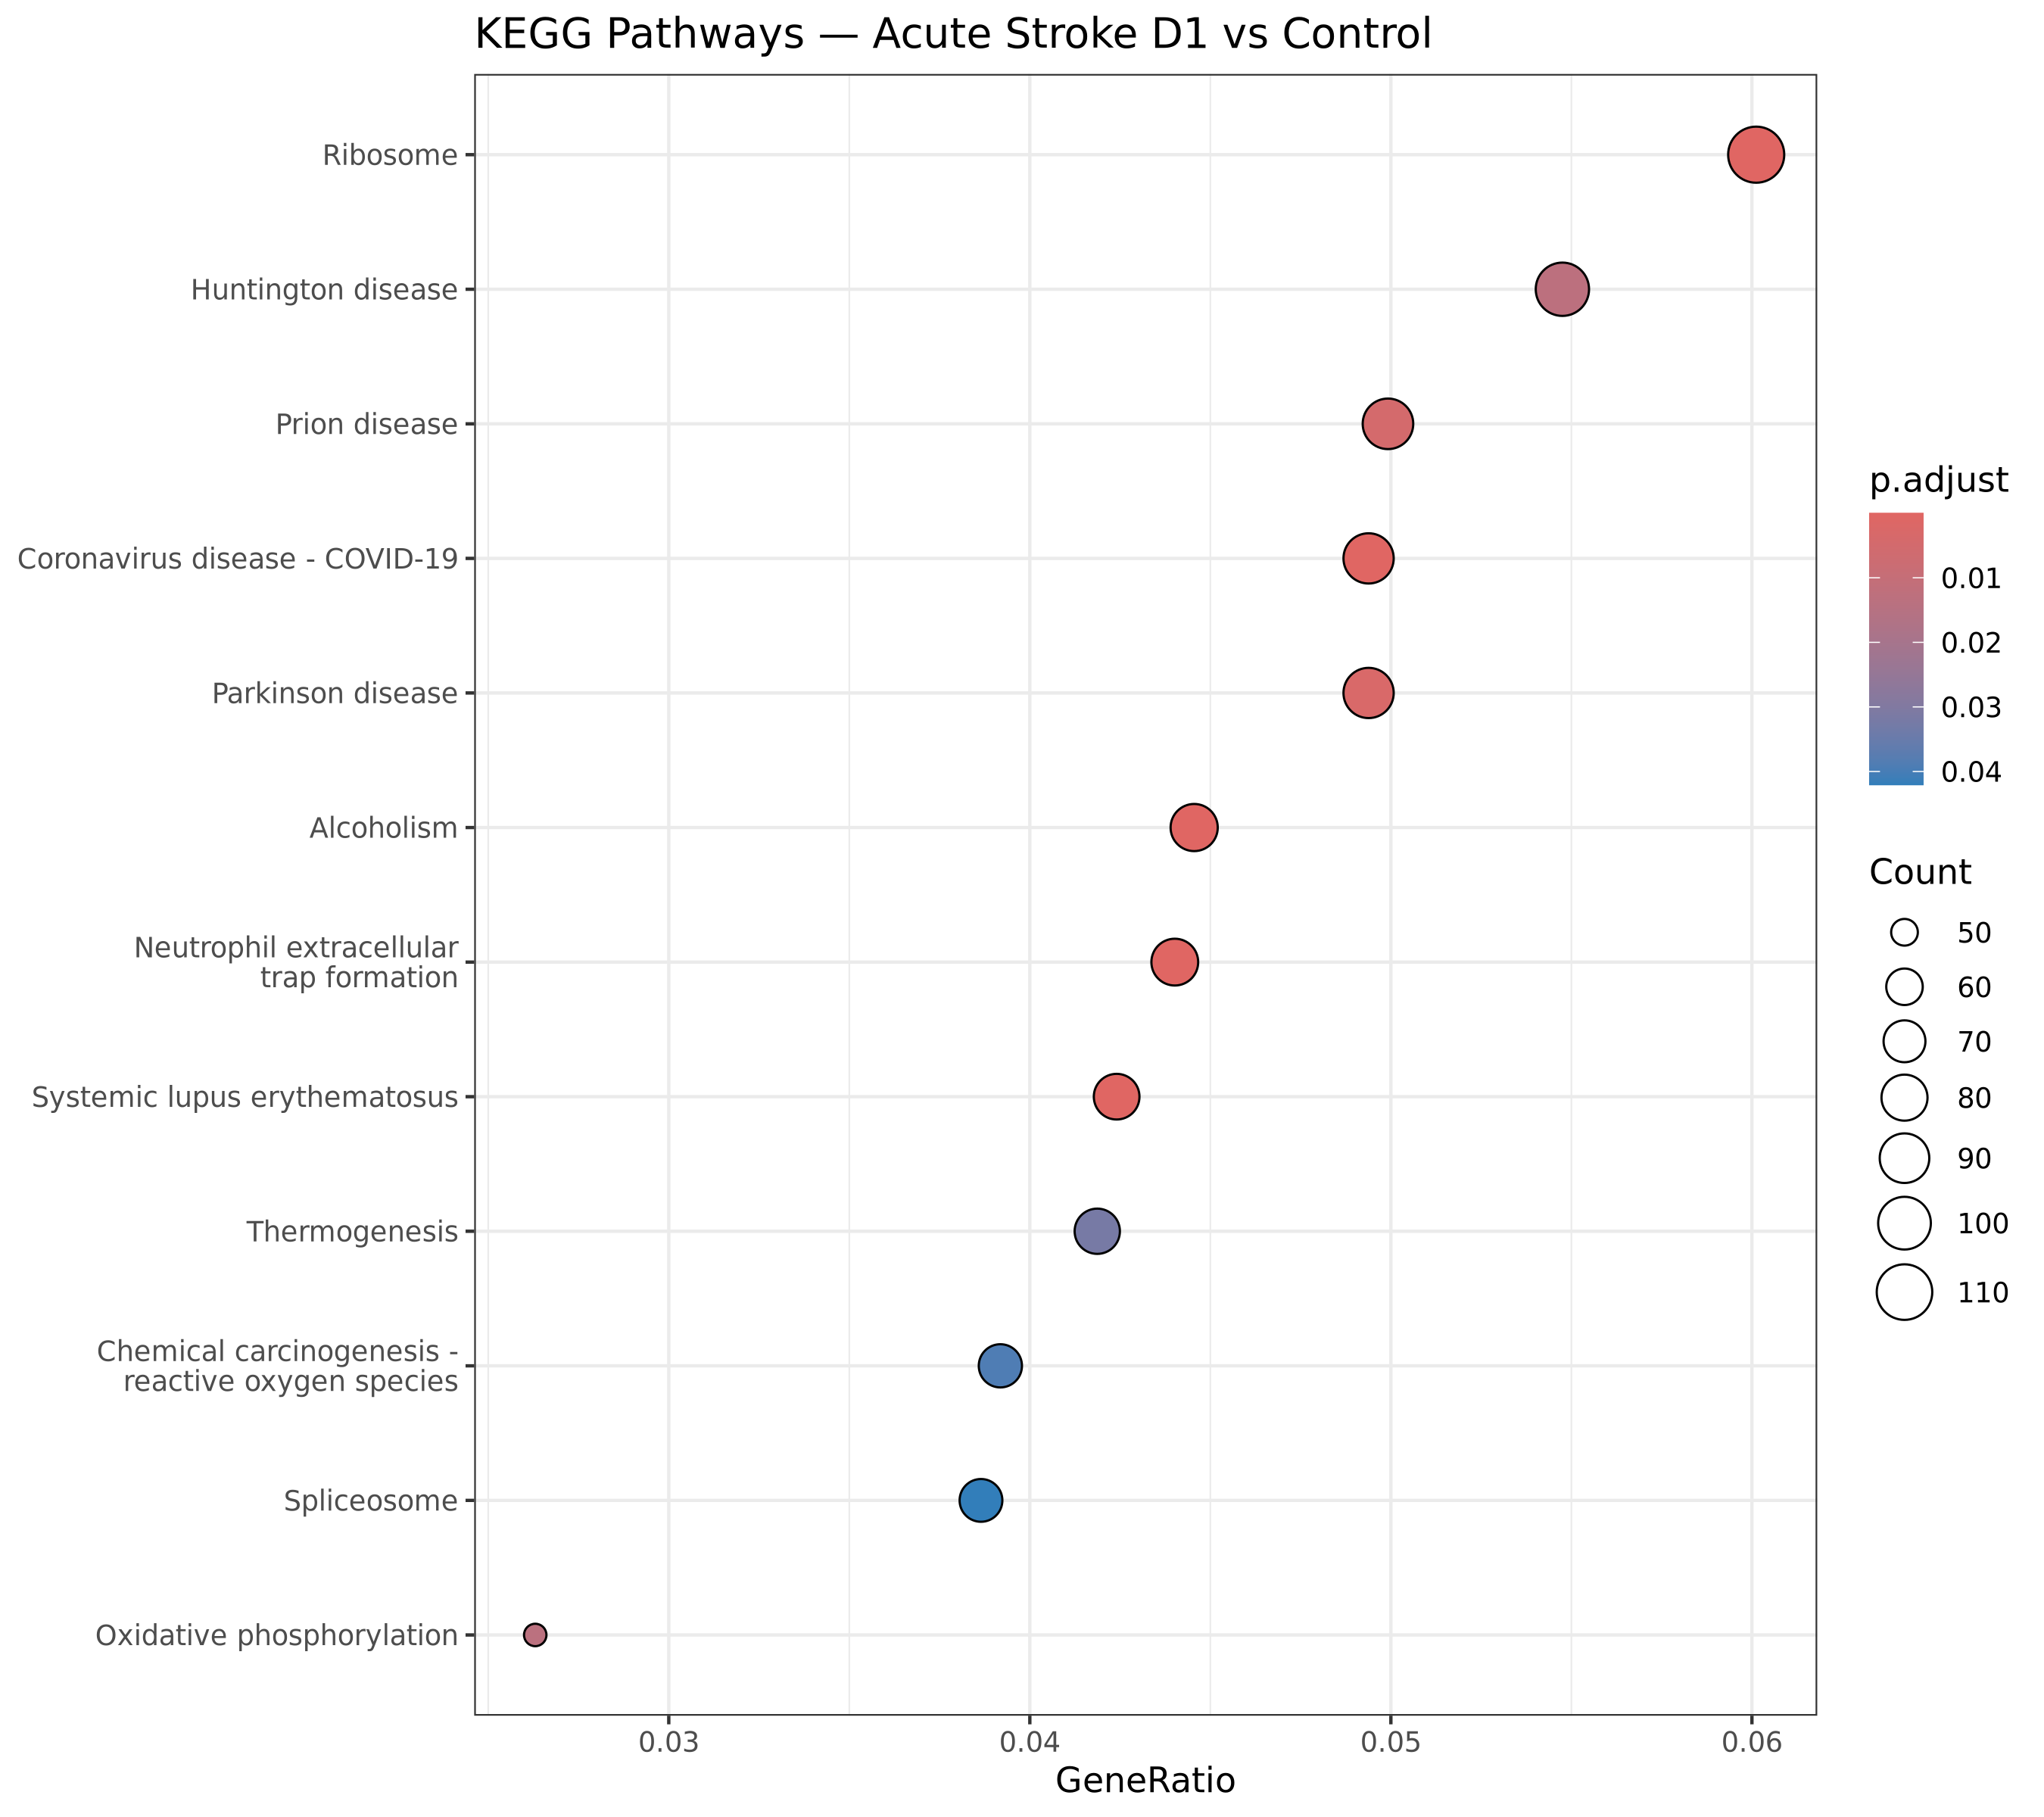 KEGG Pathways — Acute Stroke D1 vs Control
Ribosome
Huntington disease
Prion disease
Coronavirus disease - COVID-19
Parkinson disease
Alcoholism
Neutrophil extracellular
trap formation
Systemic lupus erythematosus
Thermogenesis
Chemical carcinogenesis -
reactive oxygen species
Spliceosome
Oxidative phosphorylation
0.03
0.04
0.05
0.06
GeneRatio
p.adjust
0.01
0.02
0.03
0.04
Count
50
60
70
80
90
100
110